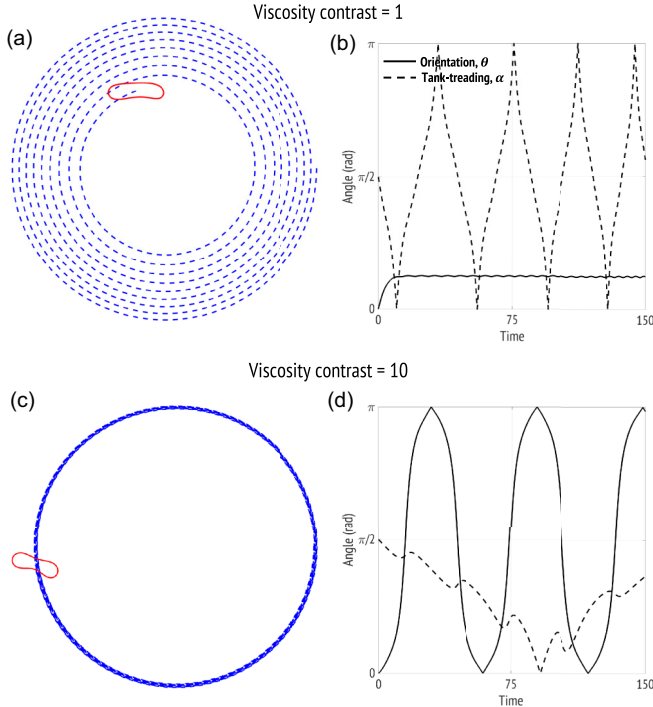 Viscosity contrast = 1
(a)
(b)
π
Orientation, θ
Tank-treading, α
Angle (rad)
π/2
0
0
75
150
Time
Viscosity contrast = 10
(c)
(d)
π
Angle (rad)
π/2
0
0
75
150
Time